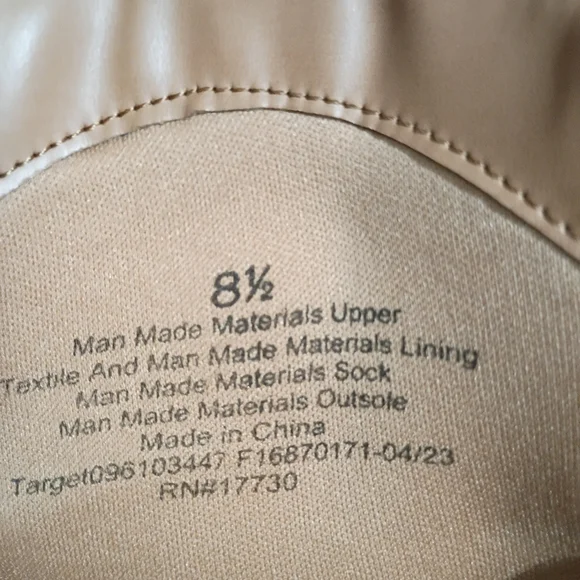 8½
Man Made Materials Upper
Textile And Man Made Materials Lining
Man Made Materials Sock
Man Made Materials Outsole
Made in China
Target096103447 F16870171-04/23
RN#17730